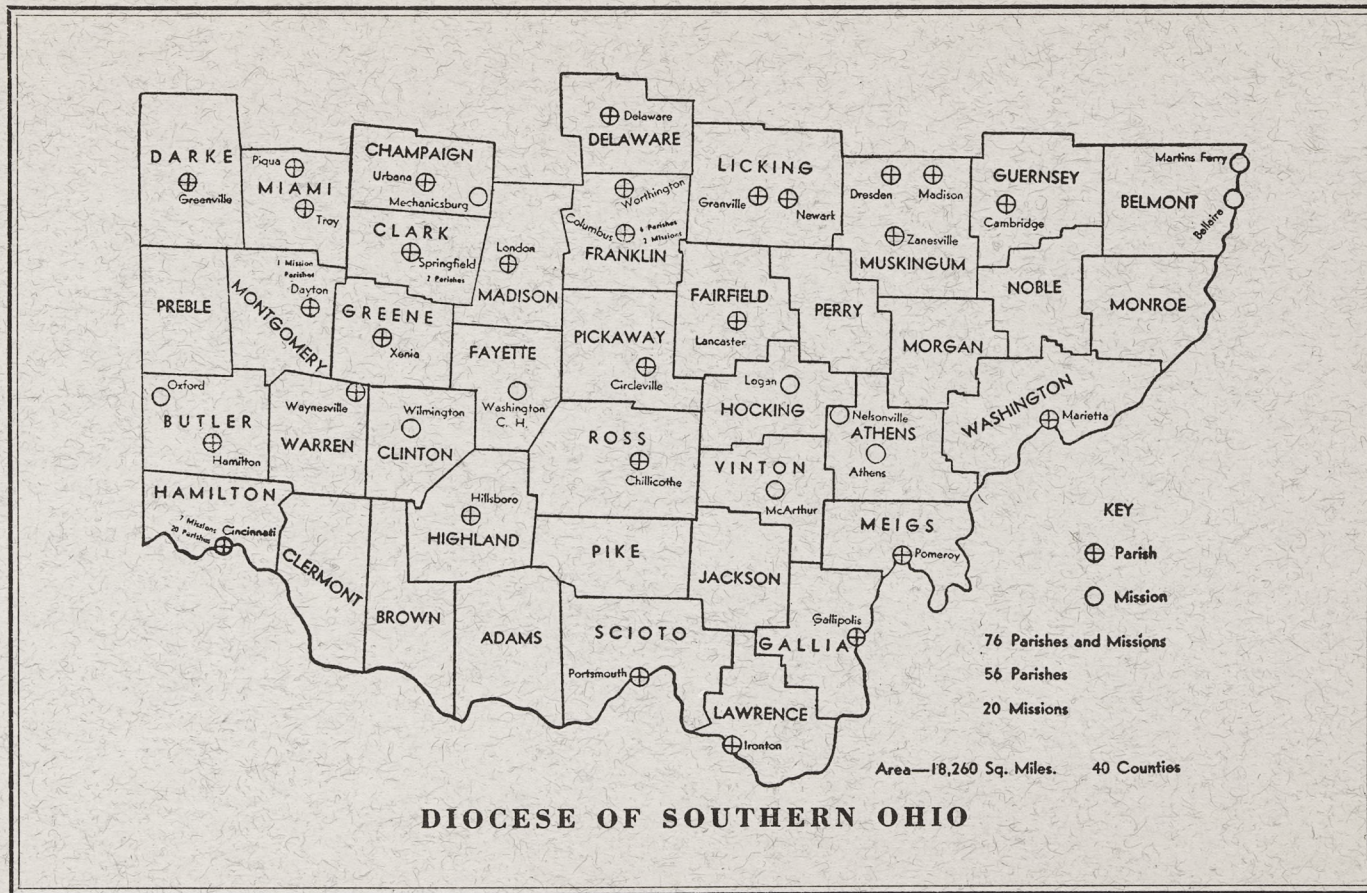 DARKE
Greenville
Piqua
MIAMI
Troy
CHAMPAIGN
Urbana
Mechanicsburg
CLARK
Springfield
2 Parishes
London
MADISON
Delaware
DELAWARE
Worthington
Columbus
4 Parishes
2 Missions
FRANKLIN
LICKING
Granville
Newark
Dresden
Madison
Zanesville
MUSKINGUM
GUERNSEY
Cambridge
Martins Ferry
BELMONT
Bellaire
PREBLE
1 Mission
Parishes
Dayton
MONTGOMERY
GREENE
Xenia
FAYETTE
Washington
C. H.
PICKAWAY
Circleville
FAIRFIELD
Lancaster
PERRY
MORGAN
NOBLE
MONROE
Oxford
BUTLER
Hamilton
Waynesville
WARREN
Wilmington
CLINTON
ROSS
Chillicothe
Logan
HOCKING
Nelsonville
ATHENS
Athens
WASHINGTON
Marietta
HAMILTON
7 Missions
20 Parishes
Cincinnati
CLERMONT
BROWN
Hillsboro
HIGHLAND
ADAMS
PIKE
VINTON
McArthur
JACKSON
MEIGS
Pomeroy
SCIOTO
Portsmouth
Gallipolis
GALLIA
LAWRENCE
Ironton
KEY
Parish
Mission
76 Parishes and Missions
56 Parishes
20 Missions
Area—18,260 Sq. Miles. 40 Counties
DIOCESE OF SOUTHERN OHIO